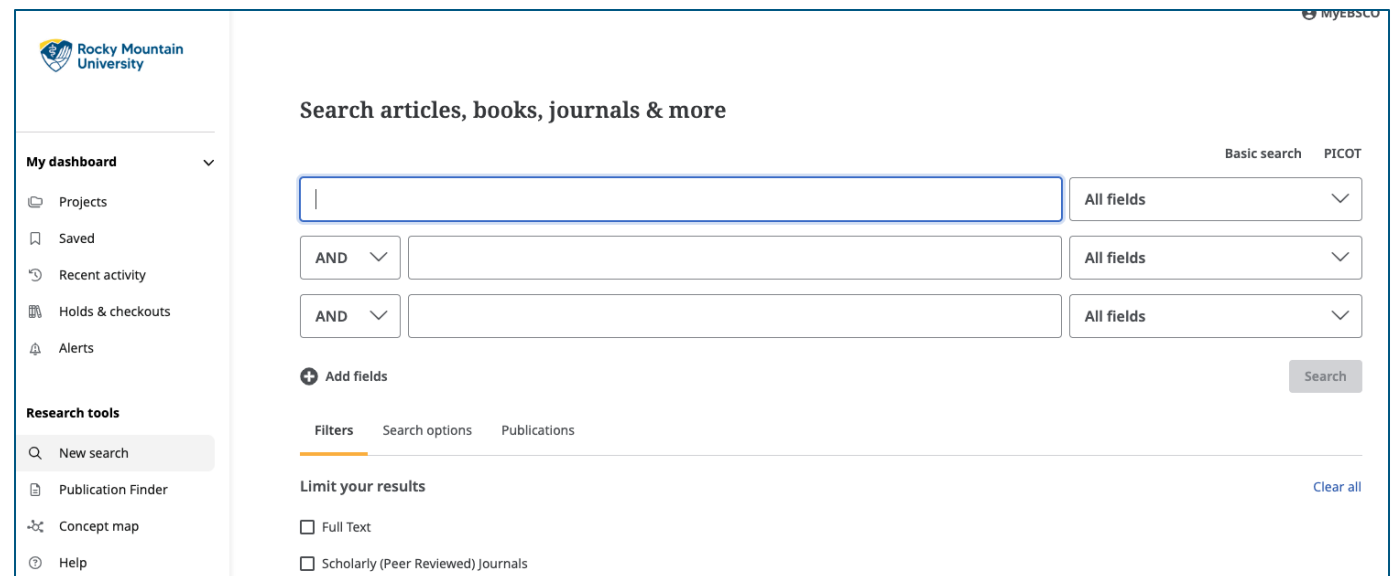 MyEBSCO
Rocky Mountain
University
Search articles, books, journals & more
My dashboard
Basic search PICOT
Projects
All fields
Saved
AND
All fields
Recent activity
Holds & checkouts
AND
All fields
Alerts
Add fields
Search
Research tools
Filters Search options Publications
New search
Publication Finder
Limit your results
Clear all
Concept map
Full Text
Help
Scholarly (Peer Reviewed) Journals